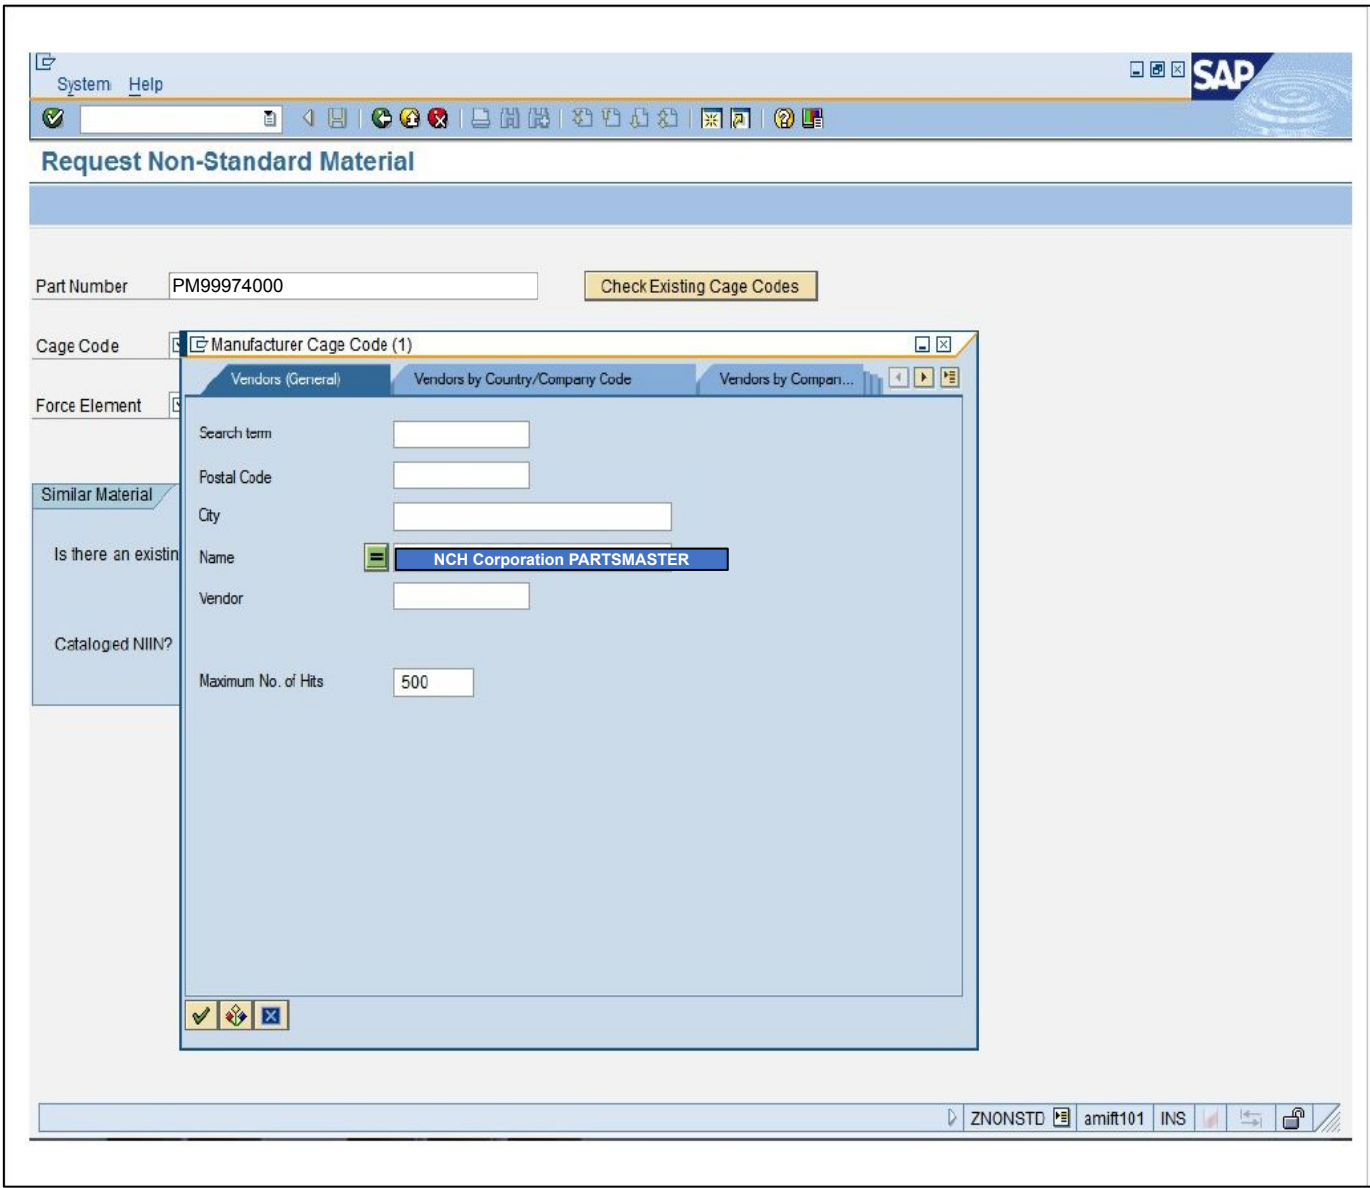 System Help
SAP
Request Non-Standard Material
Part Number PM99974000 Check Existing Cage Codes
Cage Code
Manufacturer Cage Code (1)
Vendors (General) Vendors by Country/Company Code Vendors by Compan...
Force Element
Search term
Postal Code
Similar Material
City
Is there an existin
Name = NCH Corporation PARTSMASTER
Vendor
Cataloged NIIN?
Maximum No. of Hits 500
ZNONSTD amift101 INS